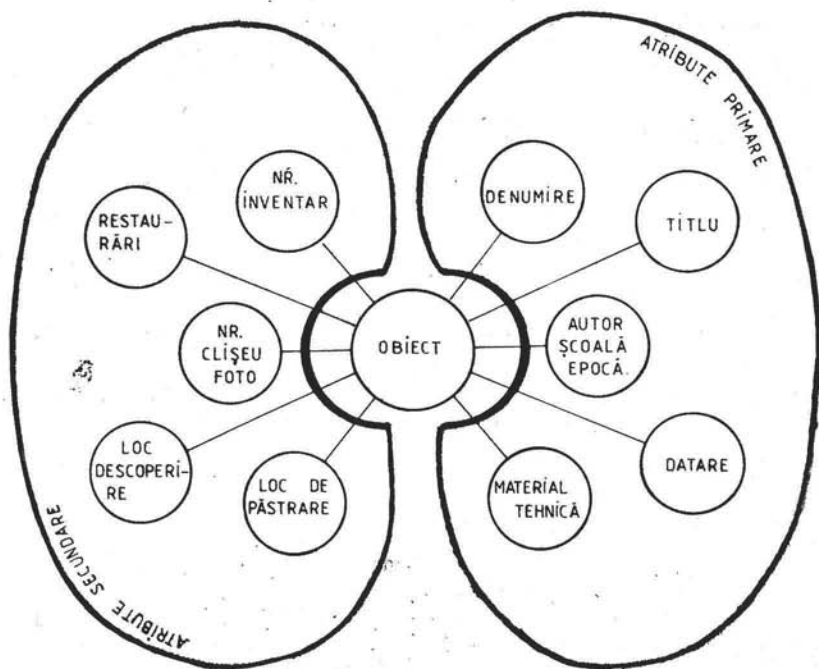 ATRIBUTE PRIMARE
NR.
INVENTAR
DENUMIRE
RESTAU-
RĂRI
TITLU
NR.
CLIŞEU
FOTO
OBIECT
AUTOR
ŞCOALĂ
EPOCĂ.
LOC
DESCOPERI-
RE
LOC DE
PĂSTRARE
MATERIAL
TEHNICĂ
DATARE
ATRIBUTE SECUNDARE